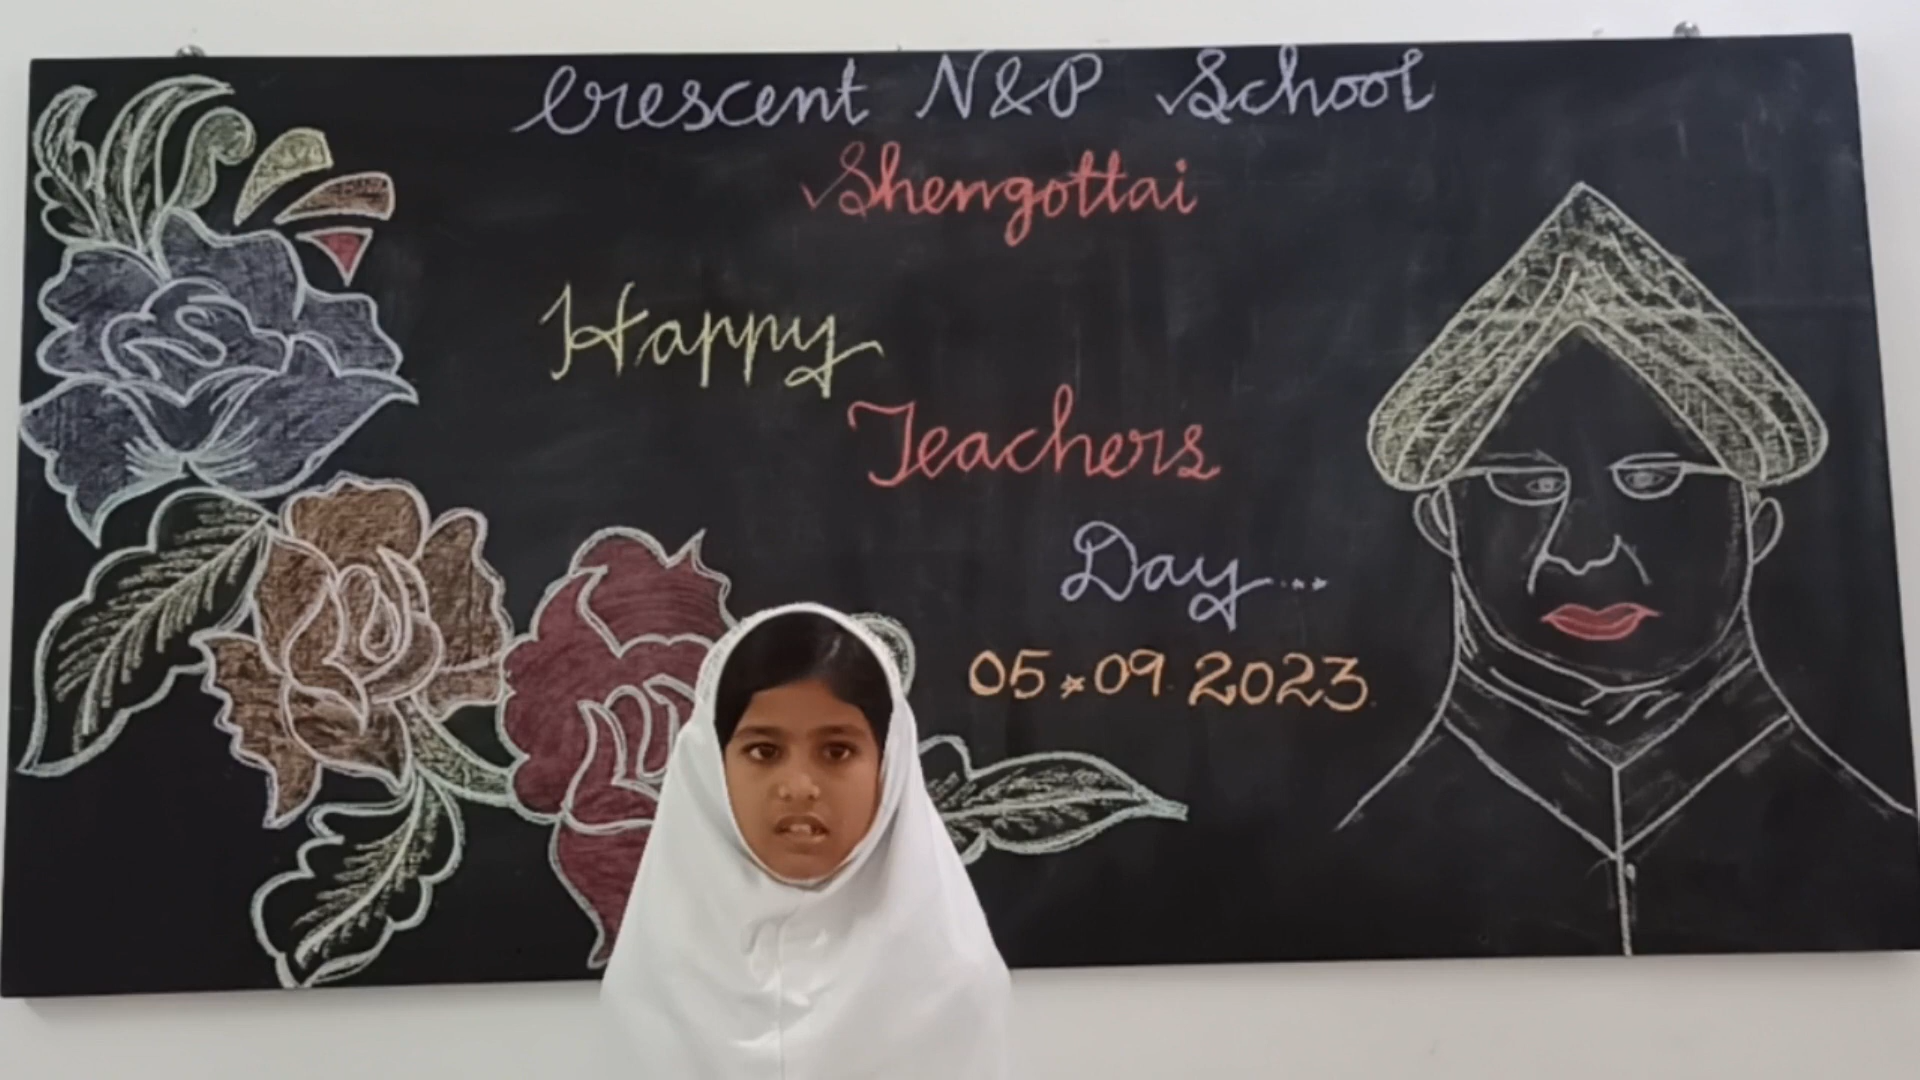 Crescent N&P School
Shengottai
Happy
Teachers
Day...
05.09.2023